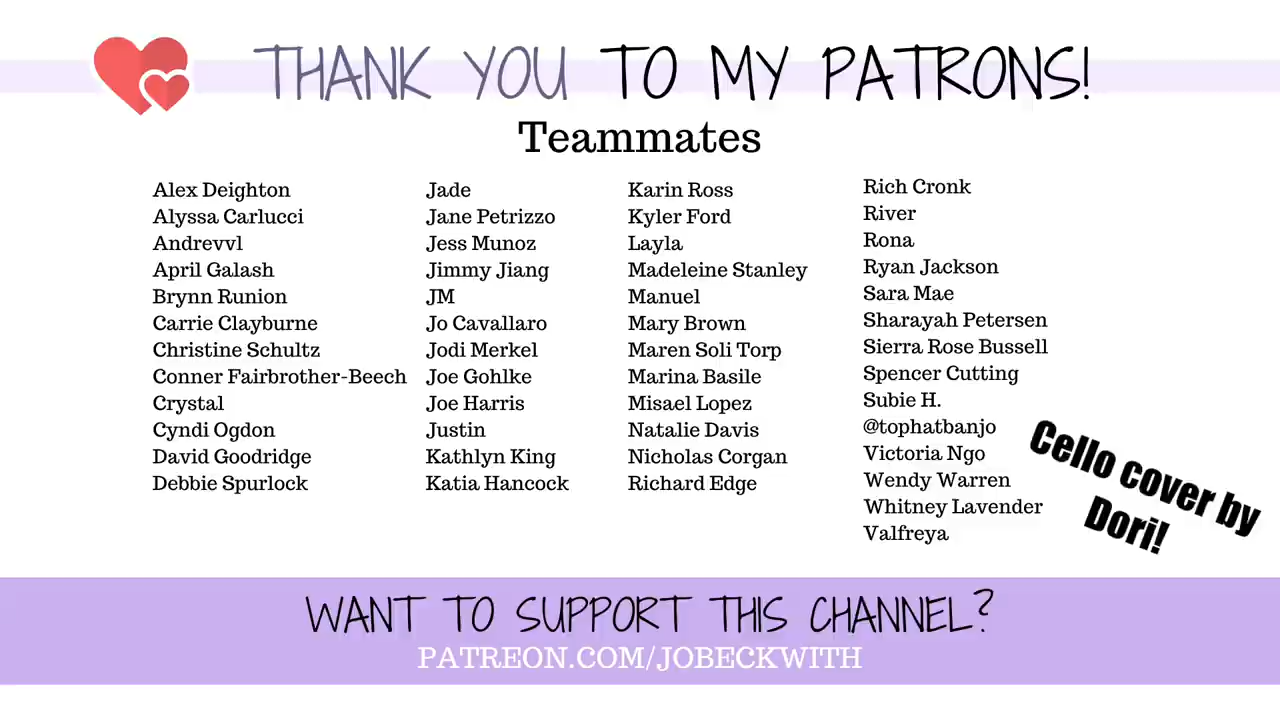 THANK YOU TO MY PATRONS!
Teammates
Alex Deighton
Alyssa Carlucci
Andrevvl
April Galash
Brynn Runion
Carrie Clayburne
Christine Schultz
Conner Fairbrother-Beech
Crystal
Cyndi Ogdon
David Goodridge
Debbie Spurlock
Jade
Jane Petrizzo
Jess Munoz
Jimmy Jiang
JM
Jo Cavallaro
Jodi Merkel
Joe Gohlke
Joe Harris
Justin
Kathlyn King
Katia Hancock
Karin Ross
Kyler Ford
Layla
Madeleine Stanley
Manuel
Mary Brown
Maren Soli Torp
Marina Basile
Misael Lopez
Natalie Davis
Nicholas Corgan
Richard Edge
Rich Cronk
River
Rona
Ryan Jackson
Sara Mae
Sharayah Petersen
Sierra Rose Bussell
Spencer Cutting
Subie H.
@tophatbanjo
Victoria Ngo
Wendy Warren
Whitney Lavender
Valfreya
Cello cover by
Dori!
WANT TO SUPPORT THIS CHANNEL?
PATREON.COM/JOBECKWITH